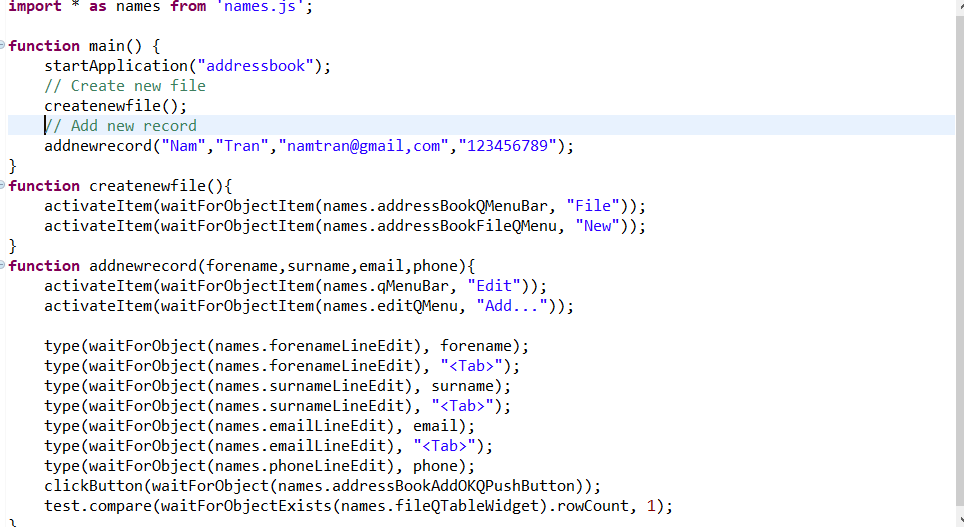 import * as names from 'names.js';
function main() {
startApplication("addressbook");
// Create new file
createnewfile();
// Add new record
addnewrecord("Nam","Tran","namtran@gmail,com","123456789");
}
function createnewfile(){
activateItem(waitForObjectItem(names.addressBookQMenuBar, "File"));
activateItem(waitForObjectItem(names.addressBookFileQMenu, "New"));
}
function addnewrecord(forename,surname,email,phone){
activateItem(waitForObjectItem(names.qMenuBar, "Edit"));
activateItem(waitForObjectItem(names.editQMenu, "Add..."));
type(waitForObject(names.forenameLineEdit), forename);
type(waitForObject(names.forenameLineEdit), "<Tab>");
type(waitForObject(names.surnameLineEdit), surname);
type(waitForObject(names.surnameLineEdit), "<Tab>");
type(waitForObject(names.emailLineEdit), email);
type(waitForObject(names.emailLineEdit), "<Tab>");
type(waitForObject(names.phoneLineEdit), phone);
clickButton(waitForObject(names.addressBookAddOKQPushButton));
test.compare(waitForObjectExists(names.fileQTableWidget).rowCount, 1);
}